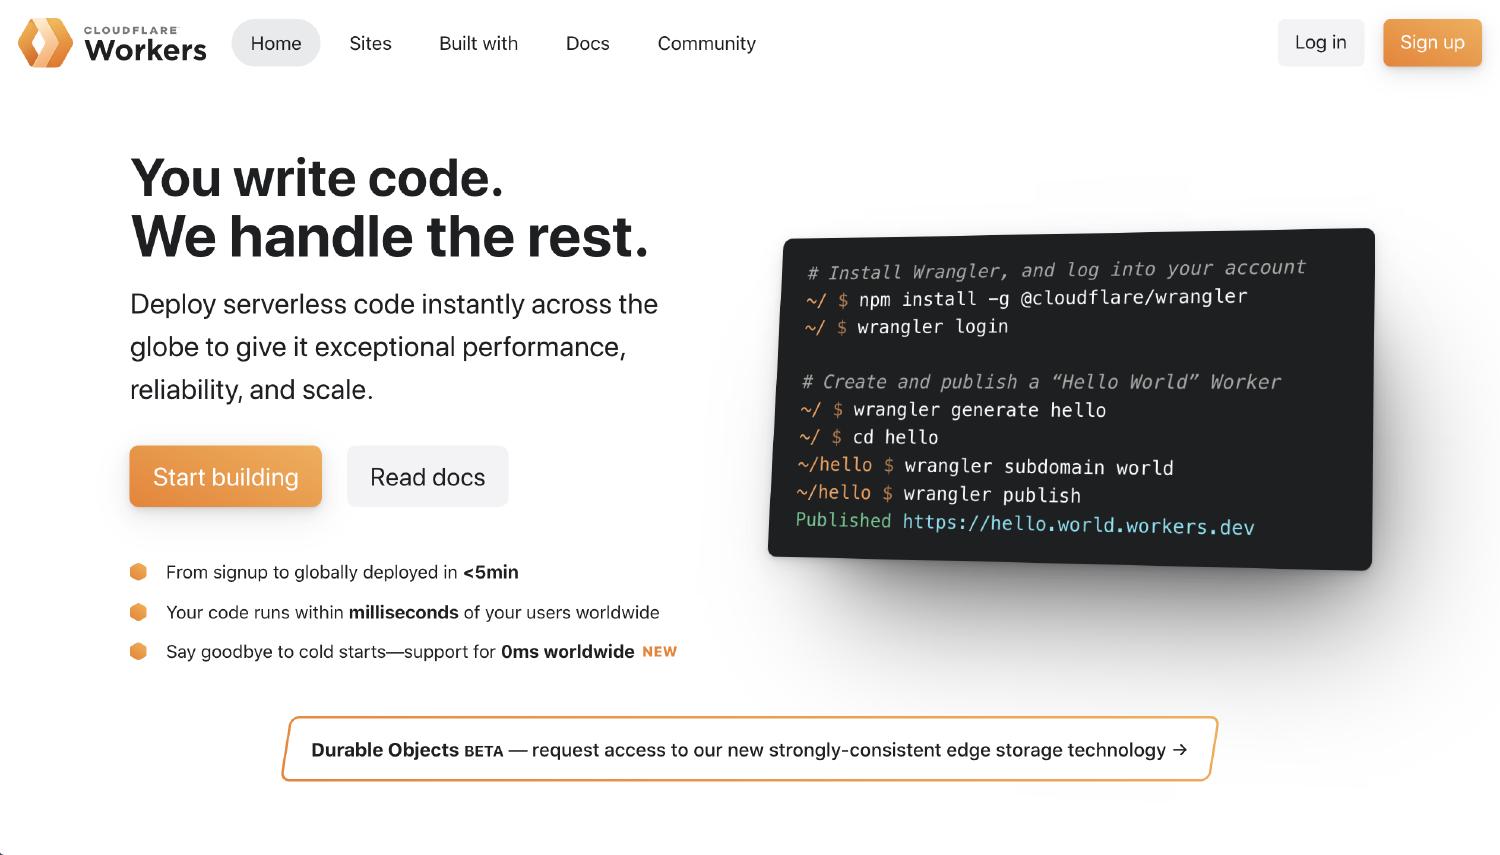 CLOUDFLARE
Workers
Home
Sites
Built with
Docs
Community
Log in
Sign up
You write code.
We handle the rest.
Deploy serverless code instantly across the
globe to give it exceptional performance,
reliability, and scale.
Start building
Read docs
From signup to globally deployed in <5min
Your code runs within milliseconds of your users worldwide
Say goodbye to cold starts—support for 0ms worldwide NEW
# Install Wrangler, and log into your account
~/ $ npm install -g @cloudflare/wrangler
~/ $ wrangler login
# Create and publish a “Hello World” Worker
~/ $ wrangler generate hello
~/ $ cd hello
~/hello $ wrangler subdomain world
~/hello $ wrangler publish
Published https://hello.world.workers.dev
Durable Objects BETA — request access to our new strongly-consistent edge storage technology →